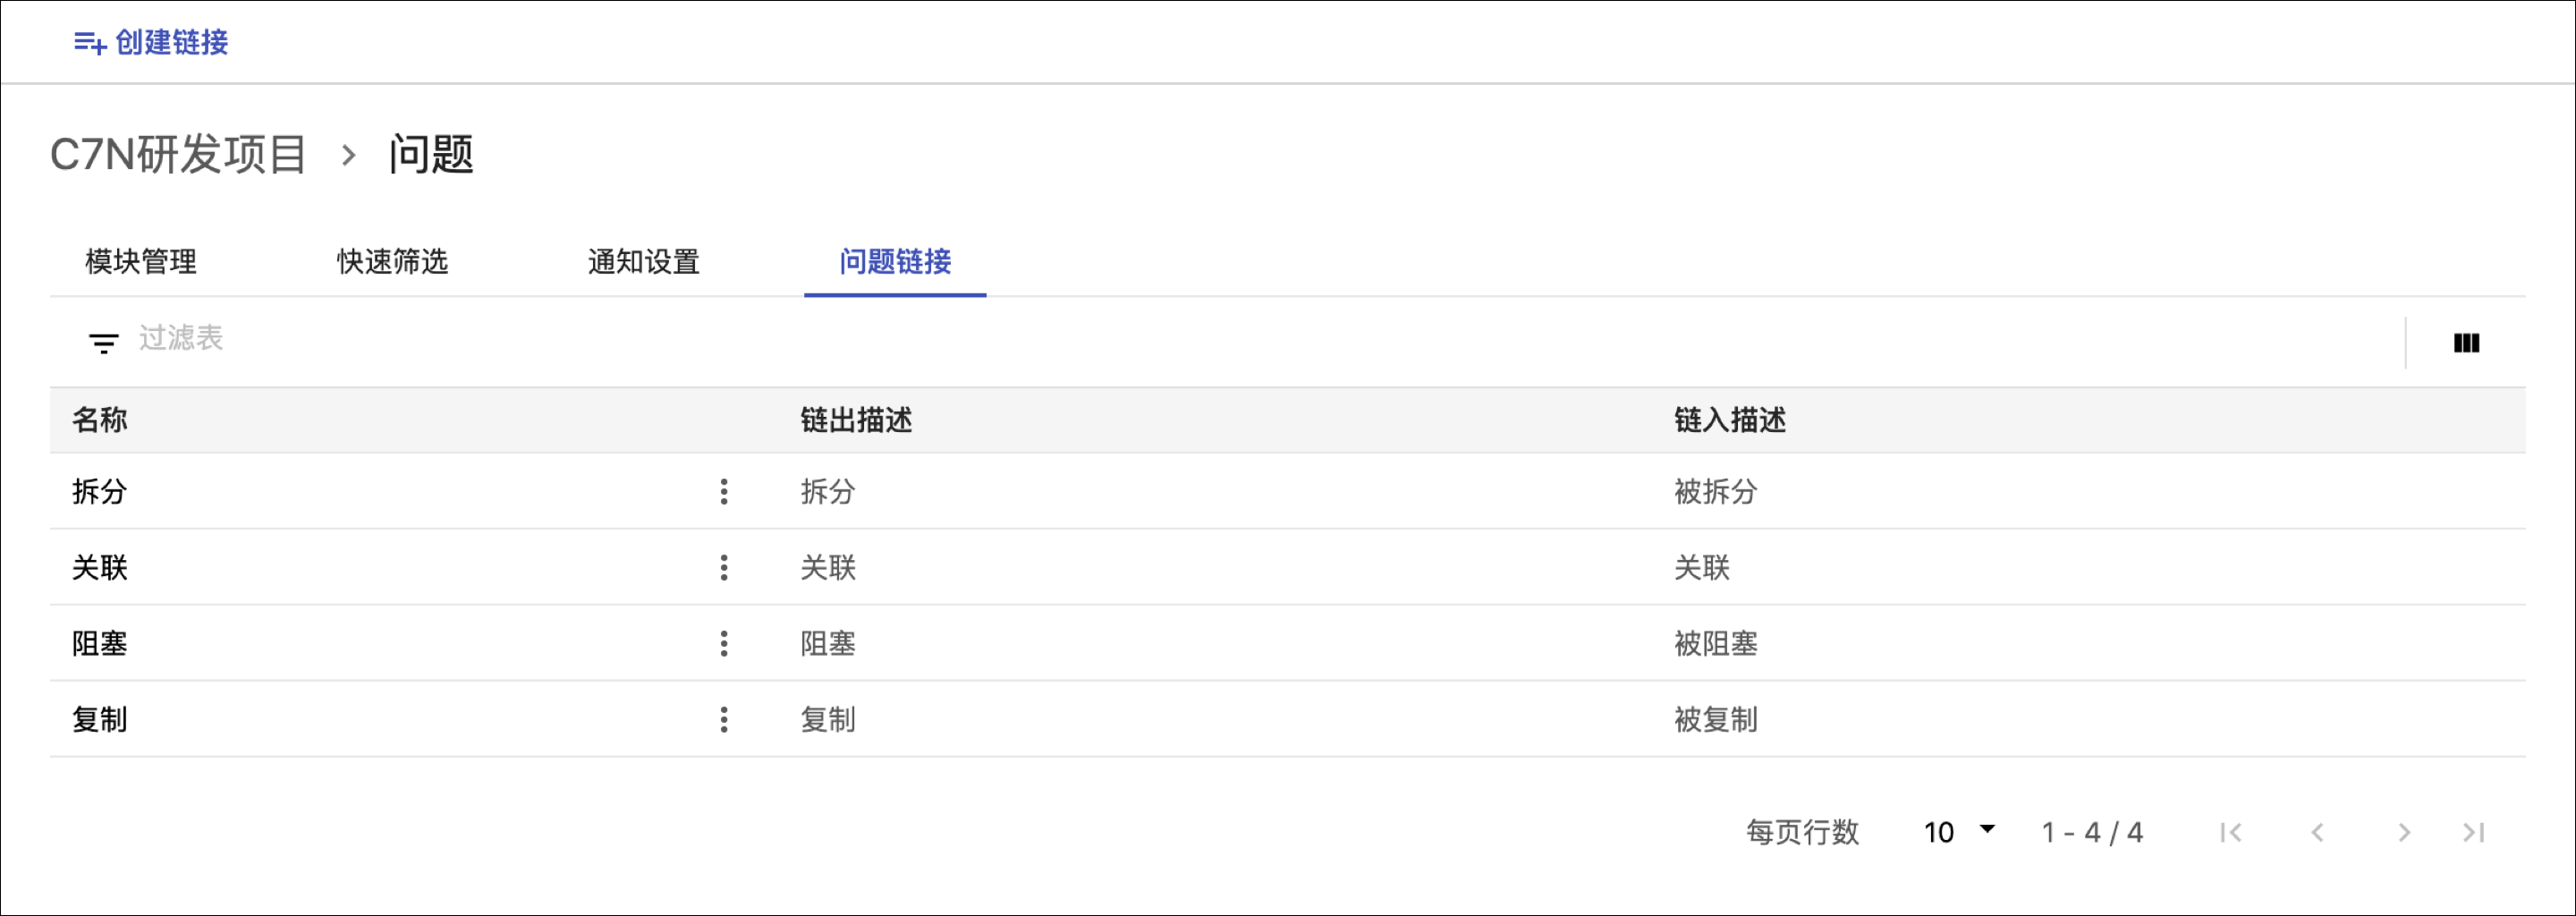 创建链接
C7N研发项目 > 问题
模块管理 快速筛选 通知设置 问题链接
过滤表
名称 链出描述 链入描述
拆分 拆分 被拆分
关联 关联 关联
阻塞 阻塞 被阻塞
复制 复制 被复制
每页行数 10 1 - 4 / 4